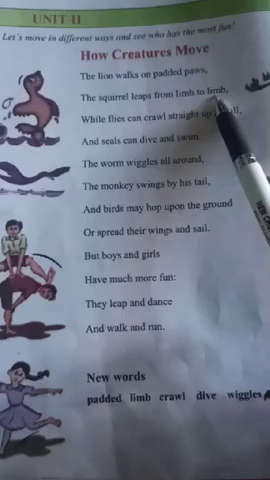 UNIT II
Let's move in different ways and see who has the most fun!
How Creatures Move
The lion walks on padded paws,
The squirrel leaps from limb to limb,
While flies can crawl straight up
And seals can dive and swim.
The worm wiggles all around,
The monkey swings by his tail,
And birds may hop upon the ground
Or spread their wings and sail.
But boys and girls
Have much more fun:
They leap and dance
And walk and run.
New words
padded limb crawl dive wiggles